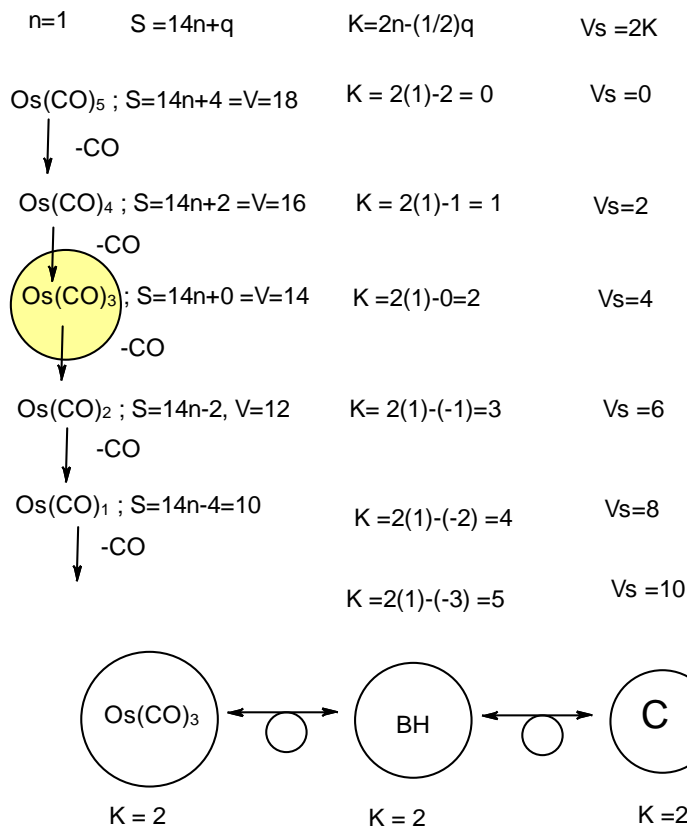 n=1 S =14n+q K=2n-(1/2)q Vs =2K
Os(CO)5 ; S=14n+4 =V=18 K = 2(1)-2 = 0 Vs =0
-CO
Os(CO)4 ; S=14n+2 =V=16 K = 2(1)-1 = 1 Vs=2
-CO
Os(CO)3 ; S=14n+0 =V=14 K =2(1)-0=2 Vs=4
-CO
Os(CO)2 ; S=14n-2, V=12 K= 2(1)-(-1)=3 Vs =6
-CO
Os(CO)1 ; S=14n-4=10 K =2(1)-(-2) =4 Vs=8
-CO
K =2(1)-(-3) =5 Vs =10
Os(CO)3 BH C
K = 2 K = 2 K =2